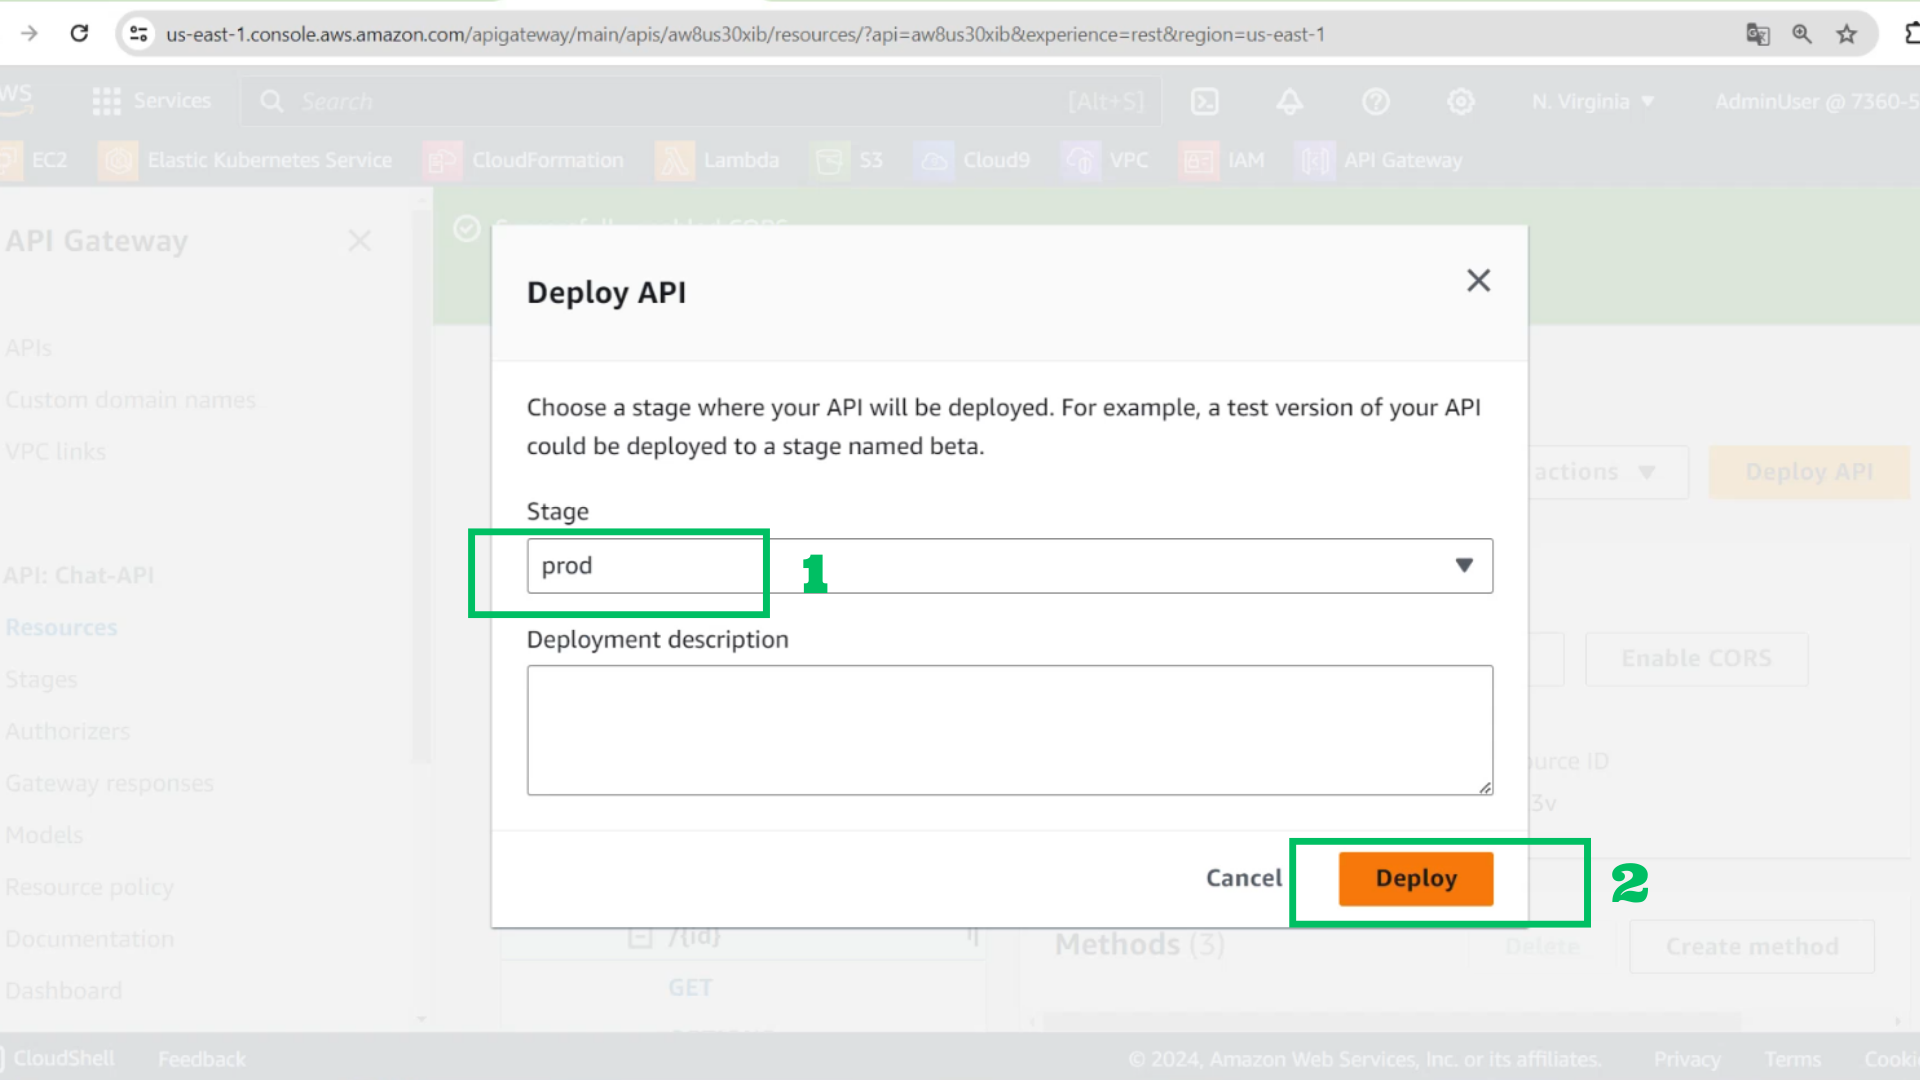 us-east-1.console.aws.amazon.com/apigateway/main/apis/aw8us30xib/resources/?api=aw8us30xib&experience=rest&region=us-east-1
Services
Search
[Alt+S]
N. Virginia
AdminUser @ 7360-5
EC2
Elastic Kubernetes Service
CloudFormation
Lambda
S3
Cloud9
VPC
IAM
API Gateway
API Gateway
APIs
Custom domain names
VPC links
API: Chat-API
Resources
Stages
Authorizers
Gateway responses
Models
Resource policy
Documentation
Dashboard
Deploy API
Choose a stage where your API will be deployed. For example, a test version of your API
could be deployed to a stage named beta.
Stage
prod
1
Deployment description
Cancel
Deploy
2
actions
Deploy API
Enable CORS
ource ID
3v
/{id}
GET
Methods (3)
Delete
Create method
CloudShell
Feedback
© 2024, Amazon Web Services, Inc. or its affiliates.
Privacy
Terms
Cooki